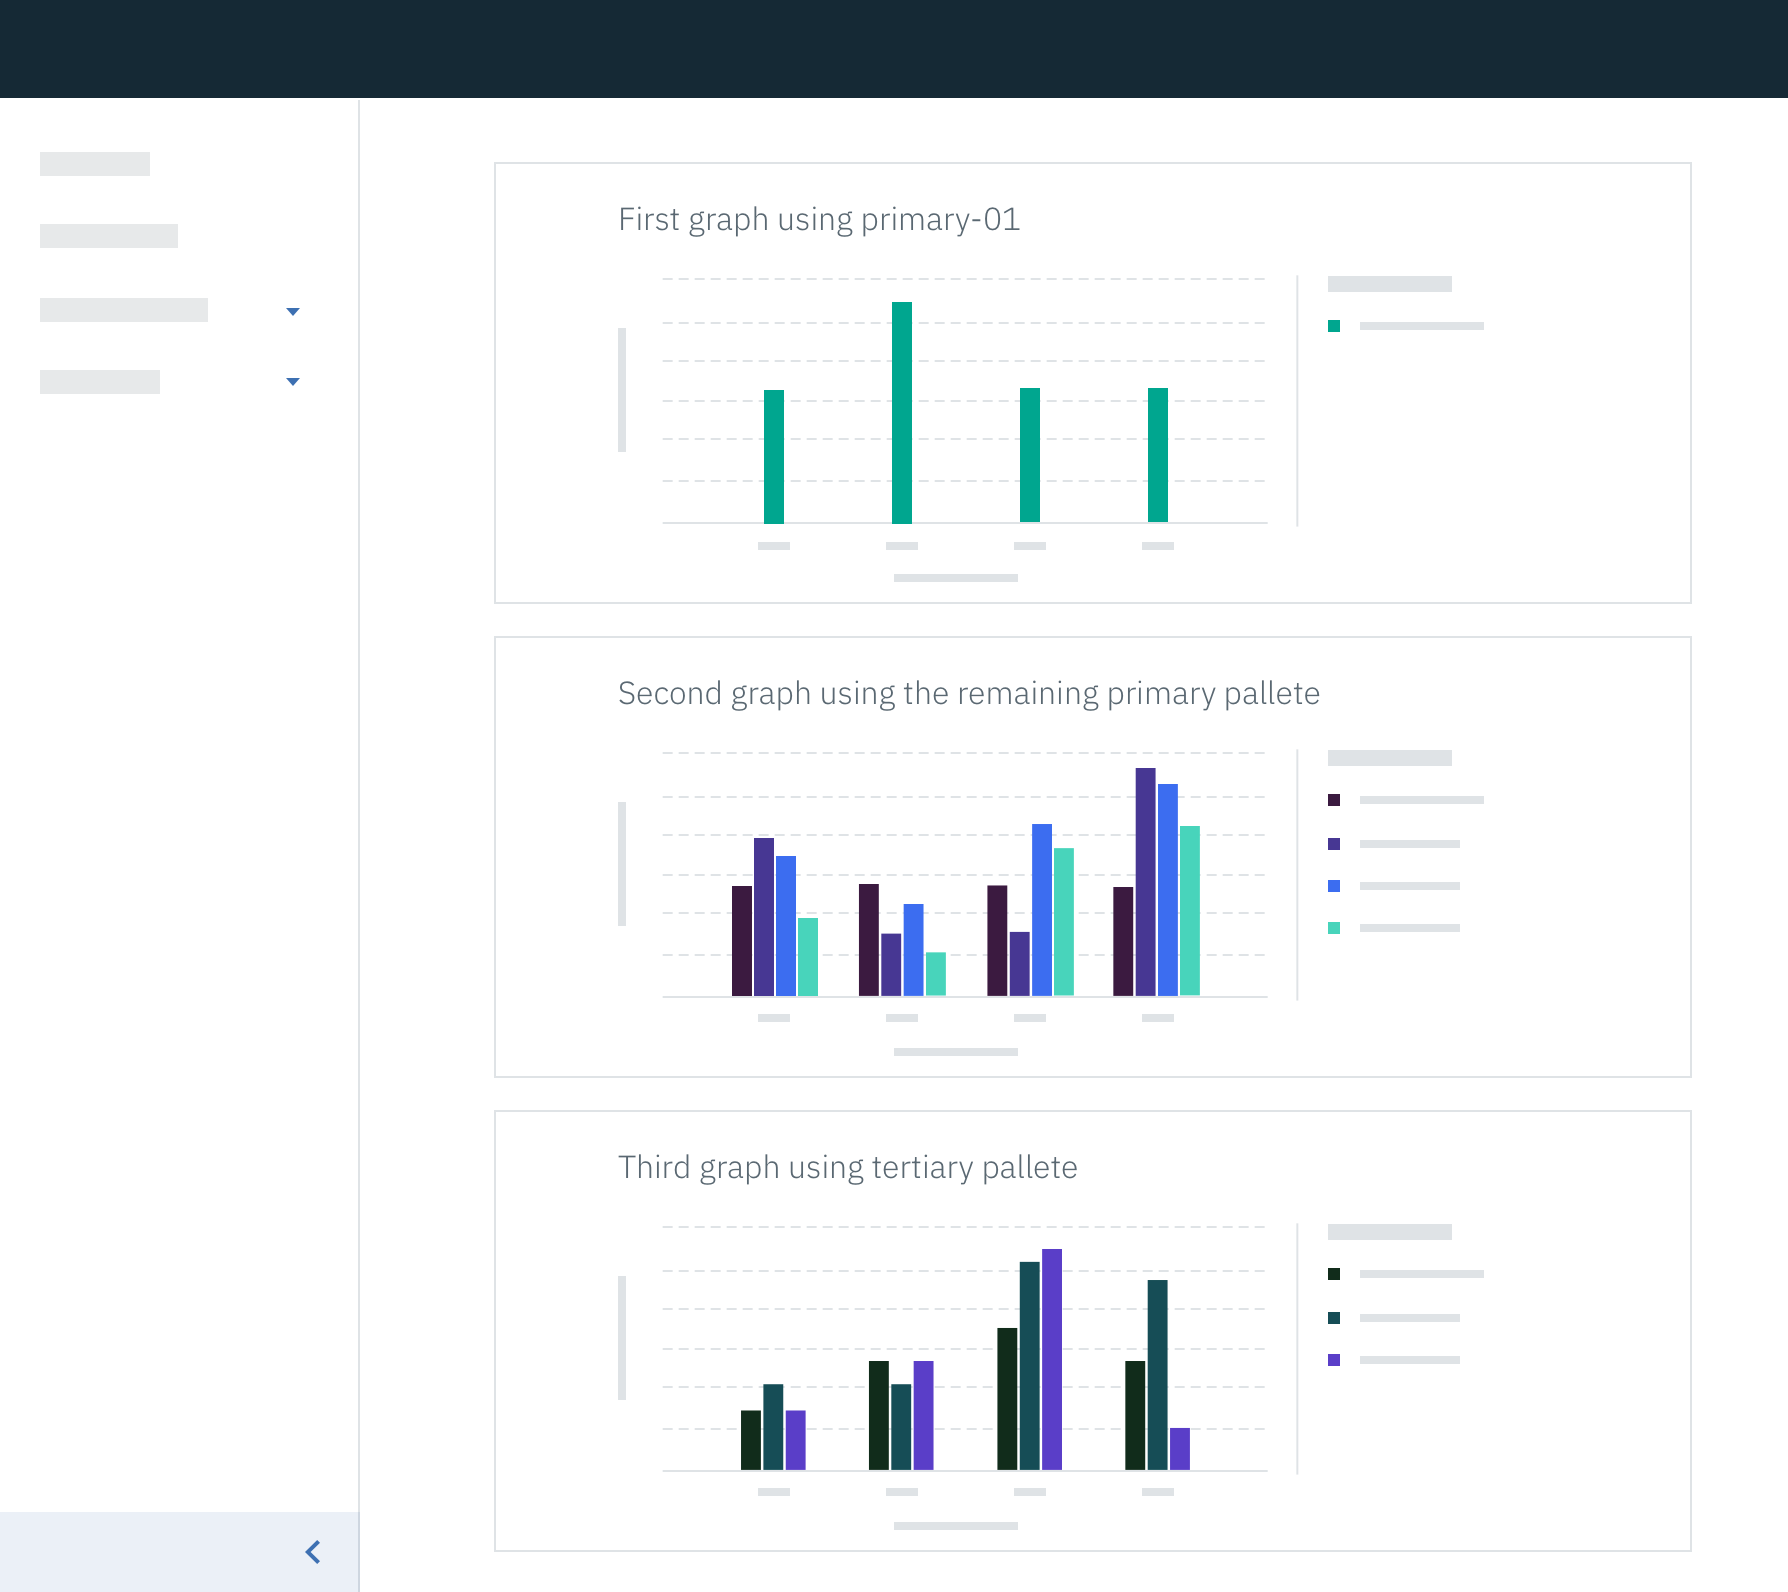 First graph using primary-01
Second graph using the remaining primary pallete
Third graph using tertiary pallete